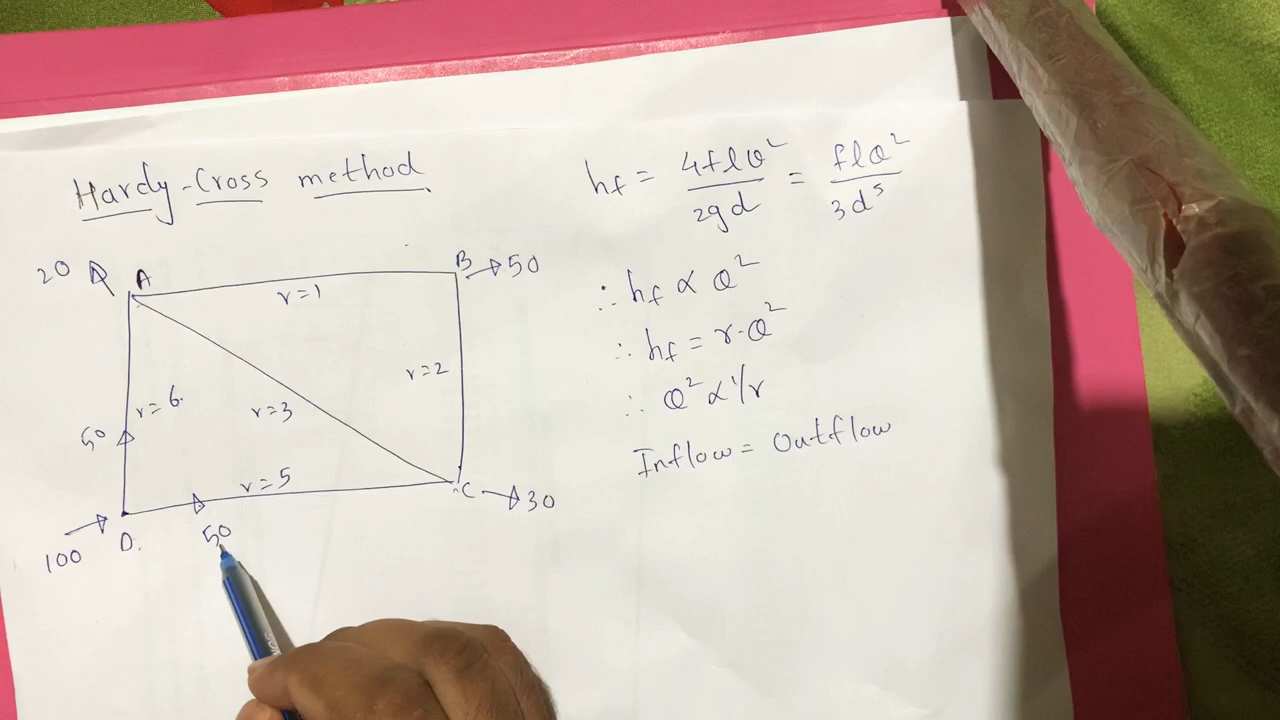 Hardy-Cross method
hf = 4flQ²/2gd = flQ²/3d⁵
20 A
B 50
r=1
∴ hf ∝ Q²
r=2
∴ hf = r·Q²
r=6
r=3
∴ Q² ∝ 1/r
50
Inflow = Outflow
r=5
C 30
100 D.
50